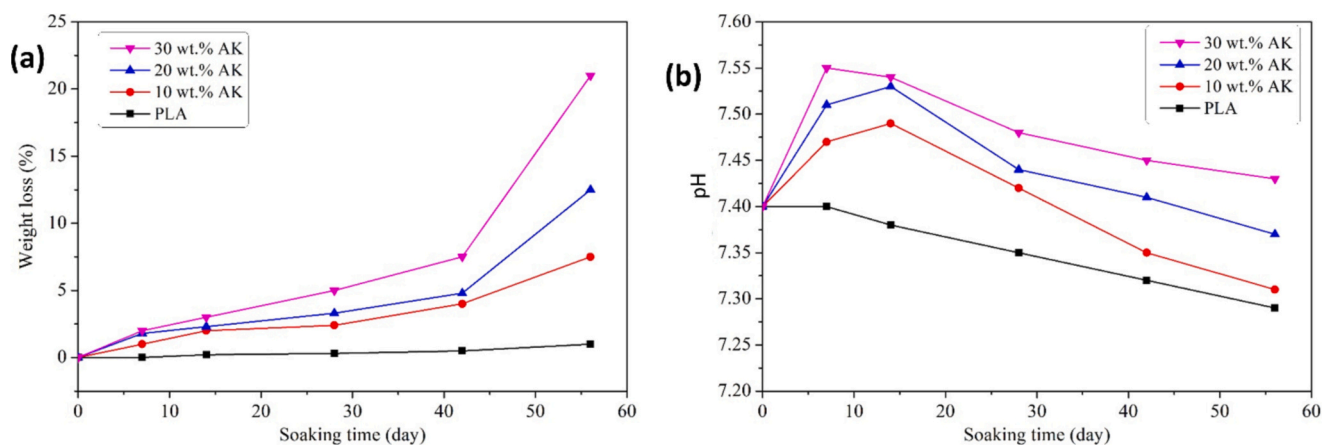 (a)
25
20
15
10
5
0
Weight loss (%)
30 wt.% AK
20 wt.% AK
10 wt.% AK
PLA
0 10 20 30 40 50 60
Soaking time (day)
(b)
7.60
7.55
7.50
7.45
7.40
7.35
7.30
7.25
7.20
pH
30 wt.% AK
20 wt.% AK
10 wt.% AK
PLA
0 10 20 30 40 50 60
Soaking time (day)